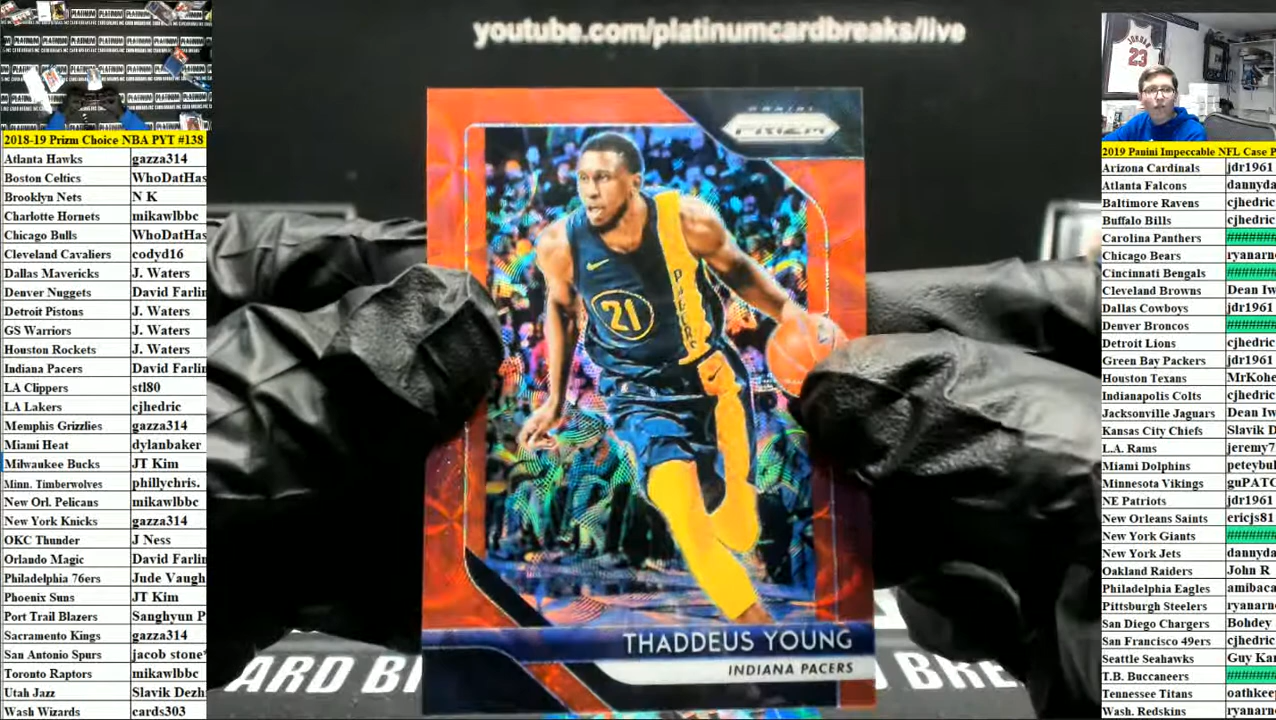 youtube.com/platinumcardbreaks/live
2018-19 Prizm Choice NBA PYT #138
Atlanta Hawks gazza314
Boston Celtics WhoDatHas
Brooklyn Nets N K
Charlotte Hornets mikawlbbc
Chicago Bulls WhoDatHas
Cleveland Cavaliers codyd16
Dallas Mavericks J. Waters
Denver Nuggets David Farlin
Detroit Pistons J. Waters
GS Warriors J. Waters
Houston Rockets J. Waters
Indiana Pacers David Farlin
LA Clippers stl80
LA Lakers cjhedric
Memphis Grizzlies gazza314
Miami Heat dylanbaker
Milwaukee Bucks JT Kim
Minn. Timberwolves phillychris.
New Orl. Pelicans mikawlbbc
New York Knicks gazza314
OKC Thunder J Ness
Orlando Magic David Farlin
Philadelphia 76ers Jude Vaugh
Phoenix Suns JT Kim
Port Trail Blazers Sanghyun P
Sacramento Kings gazza314
San Antonio Spurs jacob stone*
Toronto Raptors mikawlbbc
Utah Jazz Slavik Dezh
Wash Wizards cards303
PANINI
PRIZM
PACERS
21
THADDEUS YOUNG
INDIANA PACERS
ARD BRE
JORDAN
23
2019 Panini Impeccable NFL Case P
Arizona Cardinals jdr1961
Atlanta Falcons dannyda
Baltimore Ravens cjhedric
Buffalo Bills cjhedric
Carolina Panthers #######
Chicago Bears ryanarn
Cincinnati Bengals #######
Cleveland Browns Dean Iw
Dallas Cowboys jdr1961
Denver Broncos #######
Detroit Lions cjhedric
Green Bay Packers jdr1961
Houston Texans MrKohe
Indianapolis Colts cjhedric
Jacksonville Jaguars Dean Iw
Kansas City Chiefs Slavik D
L.A. Rams jeremy7
Miami Dolphins peteybul
Minnesota Vikings guPATC
NE Patriots jdr1961
New Orleans Saints ericjs81
New York Giants #######
New York Jets dannyda
Oakland Raiders John R
Philadelphia Eagles amibaca
Pittsburgh Steelers ryanarn
San Diego Chargers Bohdey
San Francisco 49ers cjhedric
Seattle Seahawks Guy Kar
T.B. Buccaneers #######
Tennessee Titans oathkee
Wash. Redskins ryanarn